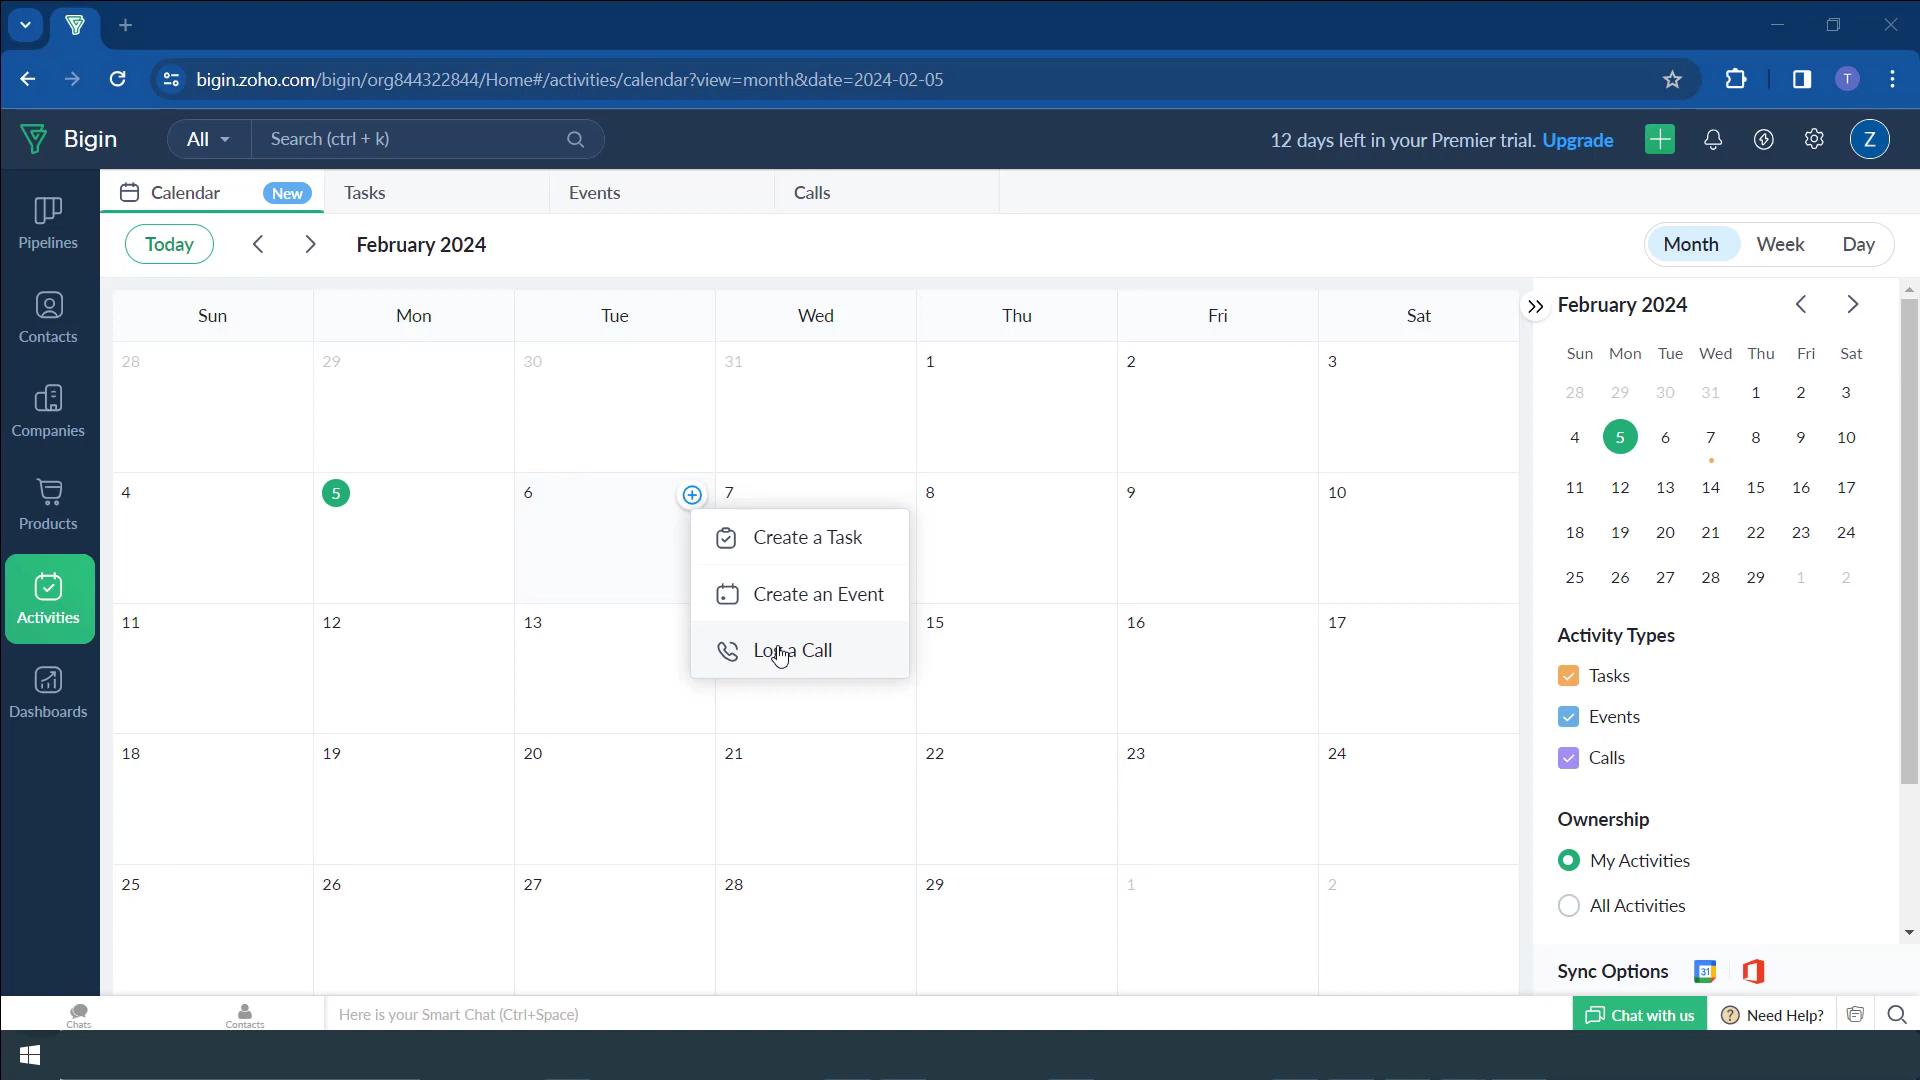 bigin.zoho.com/bigin/org844322844/Home#/activities/calendar?view=month&date=2024-02-05
T
Bigin
All
Search (ctrl + k)
12 days left in your Premier trial. Upgrade
Z
Calendar New Tasks Events Calls
Today February 2024 Month Week Day
Pipelines
Contacts
Companies
Products
Activities
Dashboards
Sun Mon Tue Wed Thu Fri Sat
28 29 30 31 1 2 3
4 5 6 7 8 9 10
11 12 13 15 16 17
18 19 20 21 22 23 24
25 26 27 28 29 1 2
Create a Task
Create an Event
Log a Call
February 2024
Sun Mon Tue Wed Thu Fri Sat
28 29 30 31 1 2 3
4 5 6 7 8 9 10
11 12 13 14 15 16 17
18 19 20 21 22 23 24
25 26 27 28 29 1 2
Activity Types
Tasks
Events
Calls
Ownership
My Activities
All Activities
Sync Options 31
Chats Contacts Here is your Smart Chat (Ctrl+Space) Chat with us Need Help?